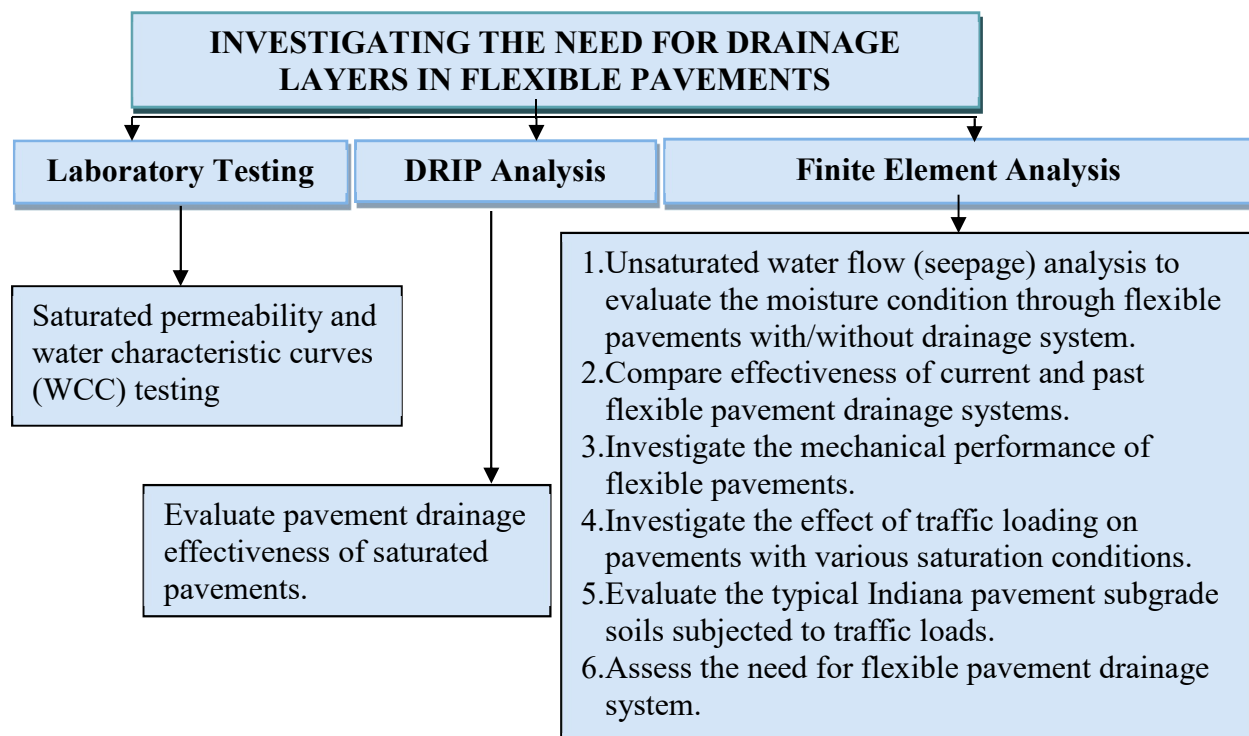 INVESTIGATING THE NEED FOR DRAINAGE
LAYERS IN FLEXIBLE PAVEMENTS
Laboratory Testing
DRIP Analysis
Finite Element Analysis
Saturated permeability and
water characteristic curves
(WCC) testing
Evaluate pavement drainage
effectiveness of saturated
pavements.
1.Unsaturated water flow (seepage) analysis to
evaluate the moisture condition through flexible
pavements with/without drainage system.
2.Compare effectiveness of current and past
flexible pavement drainage systems.
3.Investigate the mechanical performance of
flexible pavements.
4.Investigate the effect of traffic loading on
pavements with various saturation conditions.
5.Evaluate the typical Indiana pavement subgrade
soils subjected to traffic loads.
6.Assess the need for flexible pavement drainage
system.